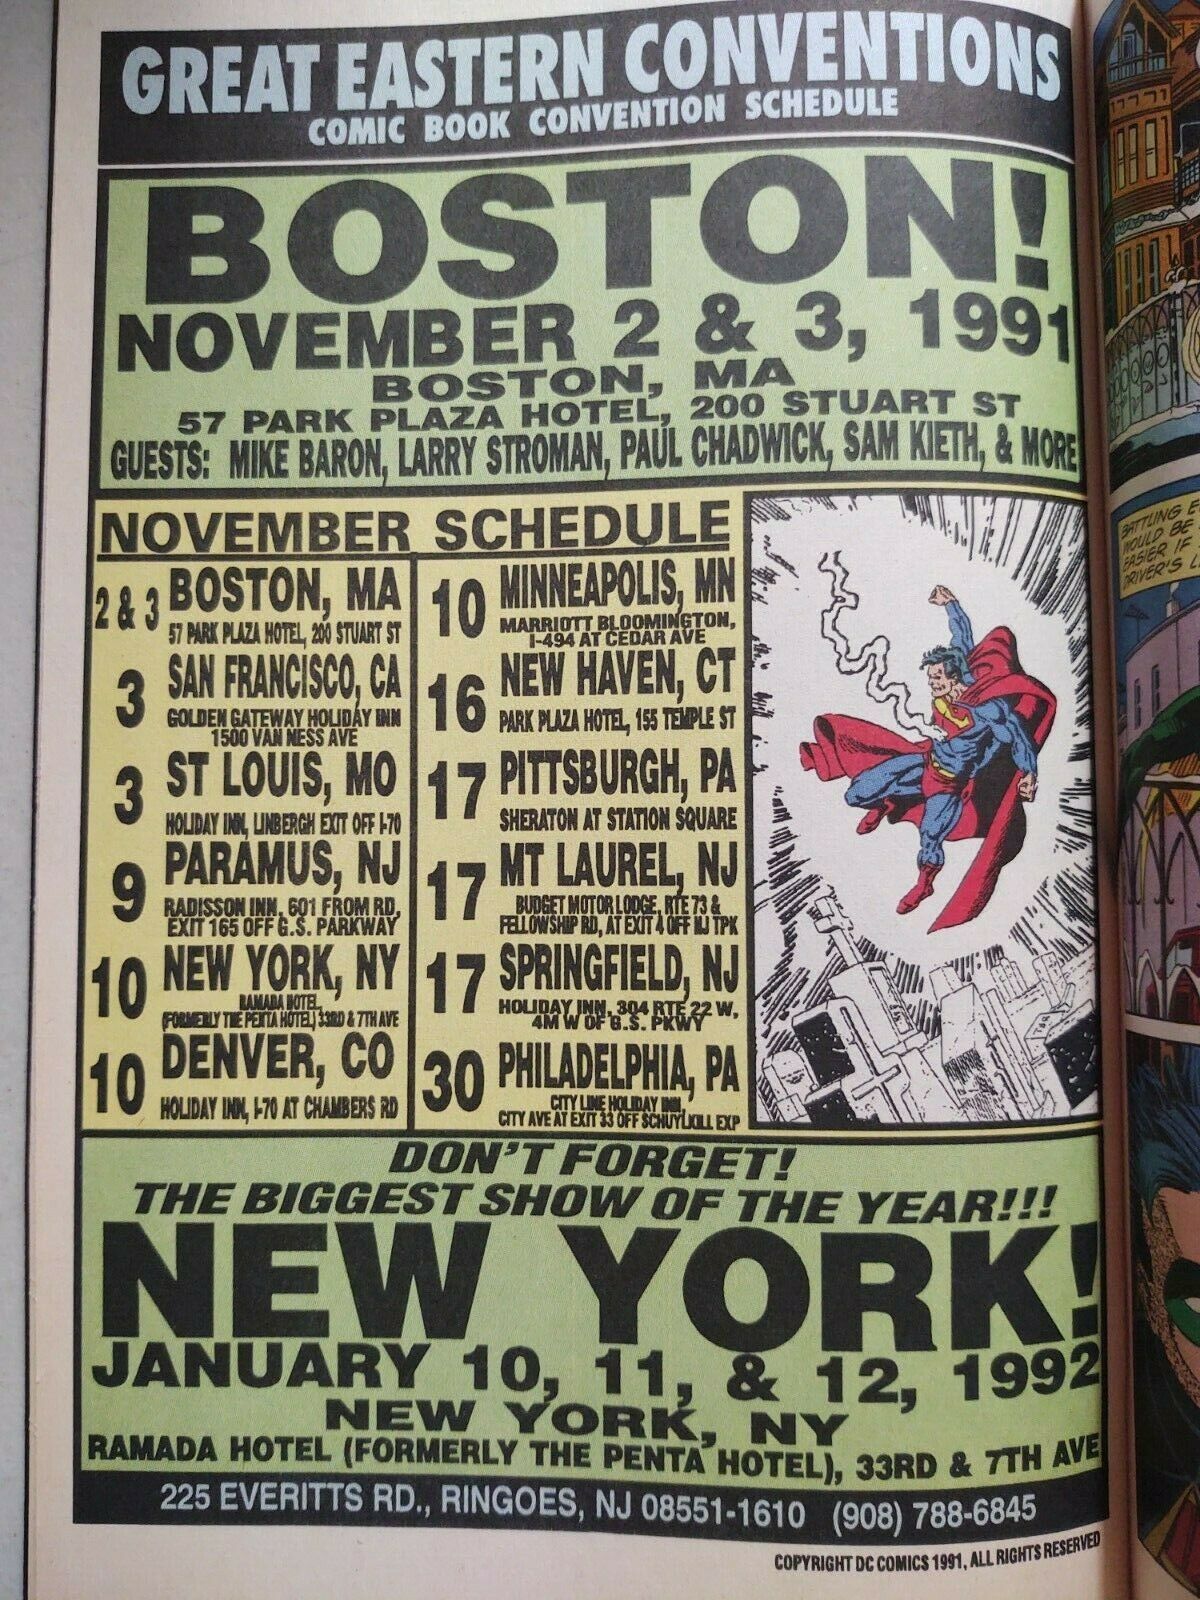 GREAT EASTERN CONVENTIONS
COMIC BOOK CONVENTION SCHEDULE
BOSTON!
NOVEMBER 2 & 3, 1991
BOSTON, MA
57 PARK PLAZA HOTEL, 200 STUART ST
GUESTS: MIKE BARON, LARRY STROMAN, PAUL CHADWICK, SAM KIETH, & MORE
NOVEMBER SCHEDULE
2 & 3 BOSTON, MA
57 PARK PLAZA HOTEL, 200 STUART ST
3 SAN FRANCISCO, CA
GOLDEN GATEWAY HOLIDAY INN
1500 VAN NESS AVE
3 ST LOUIS, MO
HOLIDAY INN, LINBERGH EXIT OFF I-70
9 PARAMUS, NJ
RADISSON INN, 601 FROM RD,
EXIT 165 OFF G.S. PARKWAY
10 NEW YORK, NY
RAMADA HOTEL,
(FORMERLY THE PENTA HOTEL) 33RD & 7TH AVE
10 DENVER, CO
HOLIDAY INN, I-70 AT CHAMBERS RD
10 MINNEAPOLIS, MN
MARRIOTT BLOOMINGTON,
I-494 AT CEDAR AVE
16 NEW HAVEN, CT
PARK PLAZA HOTEL, 155 TEMPLE ST
17 PITTSBURGH, PA
SHERATON AT STATION SQUARE
17 MT LAUREL, NJ
BUDGET MOTOR LODGE, RTE 73 &
FELLOWSHIP RD, AT EXIT 4 OFF NJ TPK
17 SPRINGFIELD, NJ
HOLIDAY INN, 304 RTE 22 W,
4M W OF G.S. PKWY
30 PHILADELPHIA, PA
CITY LINE HOLIDAY INN,
CITY AVE AT EXIT 33 OFF SCHUYLKILL EXP
DON'T FORGET!
THE BIGGEST SHOW OF THE YEAR!!!
NEW YORK!
JANUARY 10, 11, & 12, 1992
NEW YORK, NY
RAMADA HOTEL (FORMERLY THE PENTA HOTEL), 33RD & 7TH AVE
225 EVERITTS RD., RINGOES, NJ 08551-1610 (908) 788-6845
COPYRIGHT DC COMICS 1991, ALL RIGHTS RESERVED
BATTLING
WOULD BE
EASIER IF
DRIVER'S